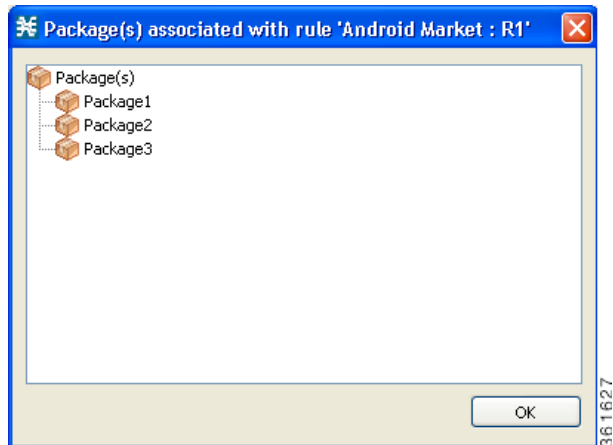 Package(s) associated with rule 'Android Market : R1'
Package(s)
Package1
Package2
Package3
OK
361627